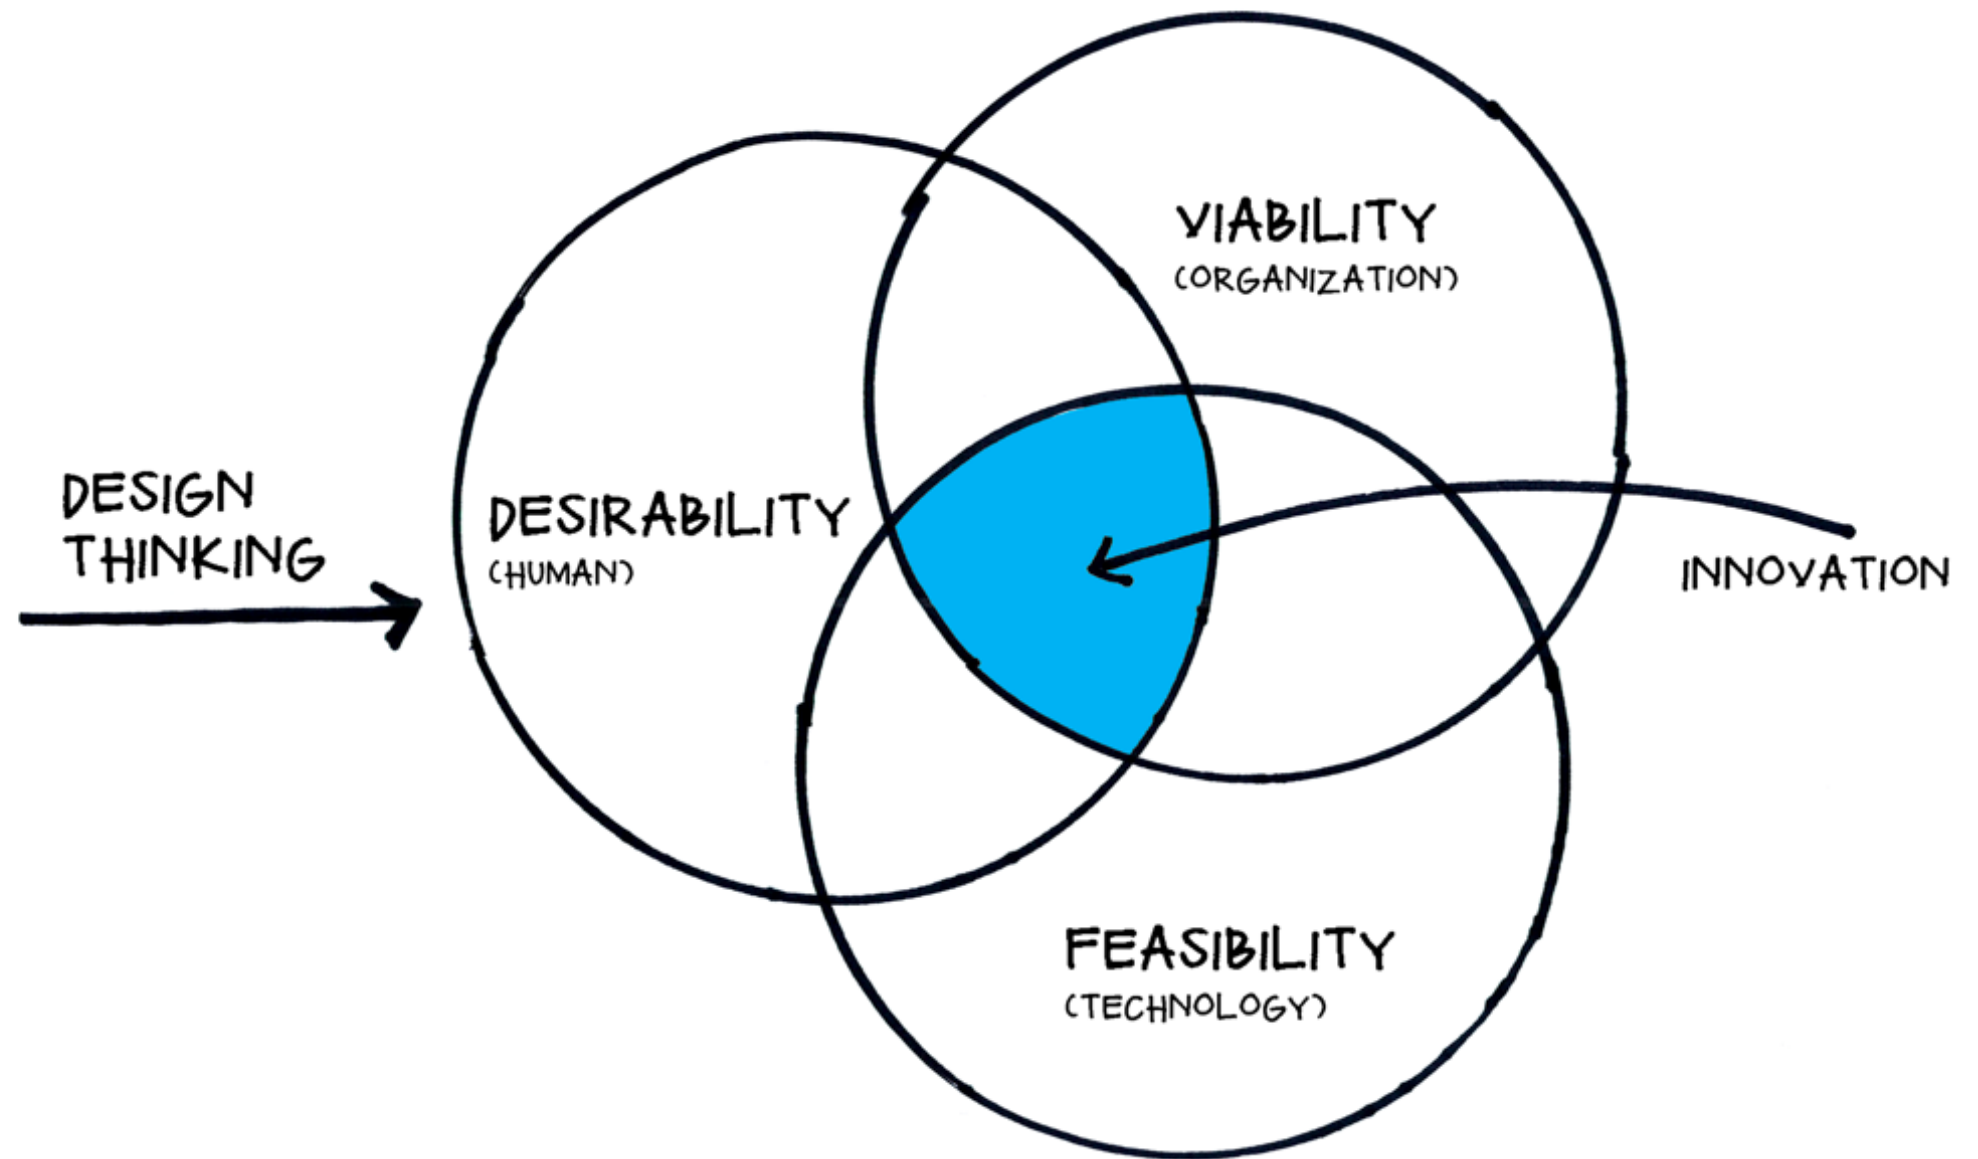 VIABILITY
(ORGANIZATION)
DESIGN
THINKING
DESIRABILITY
(HUMAN)
INNOVATION
FEASIBILITY
(TECHNOLOGY)